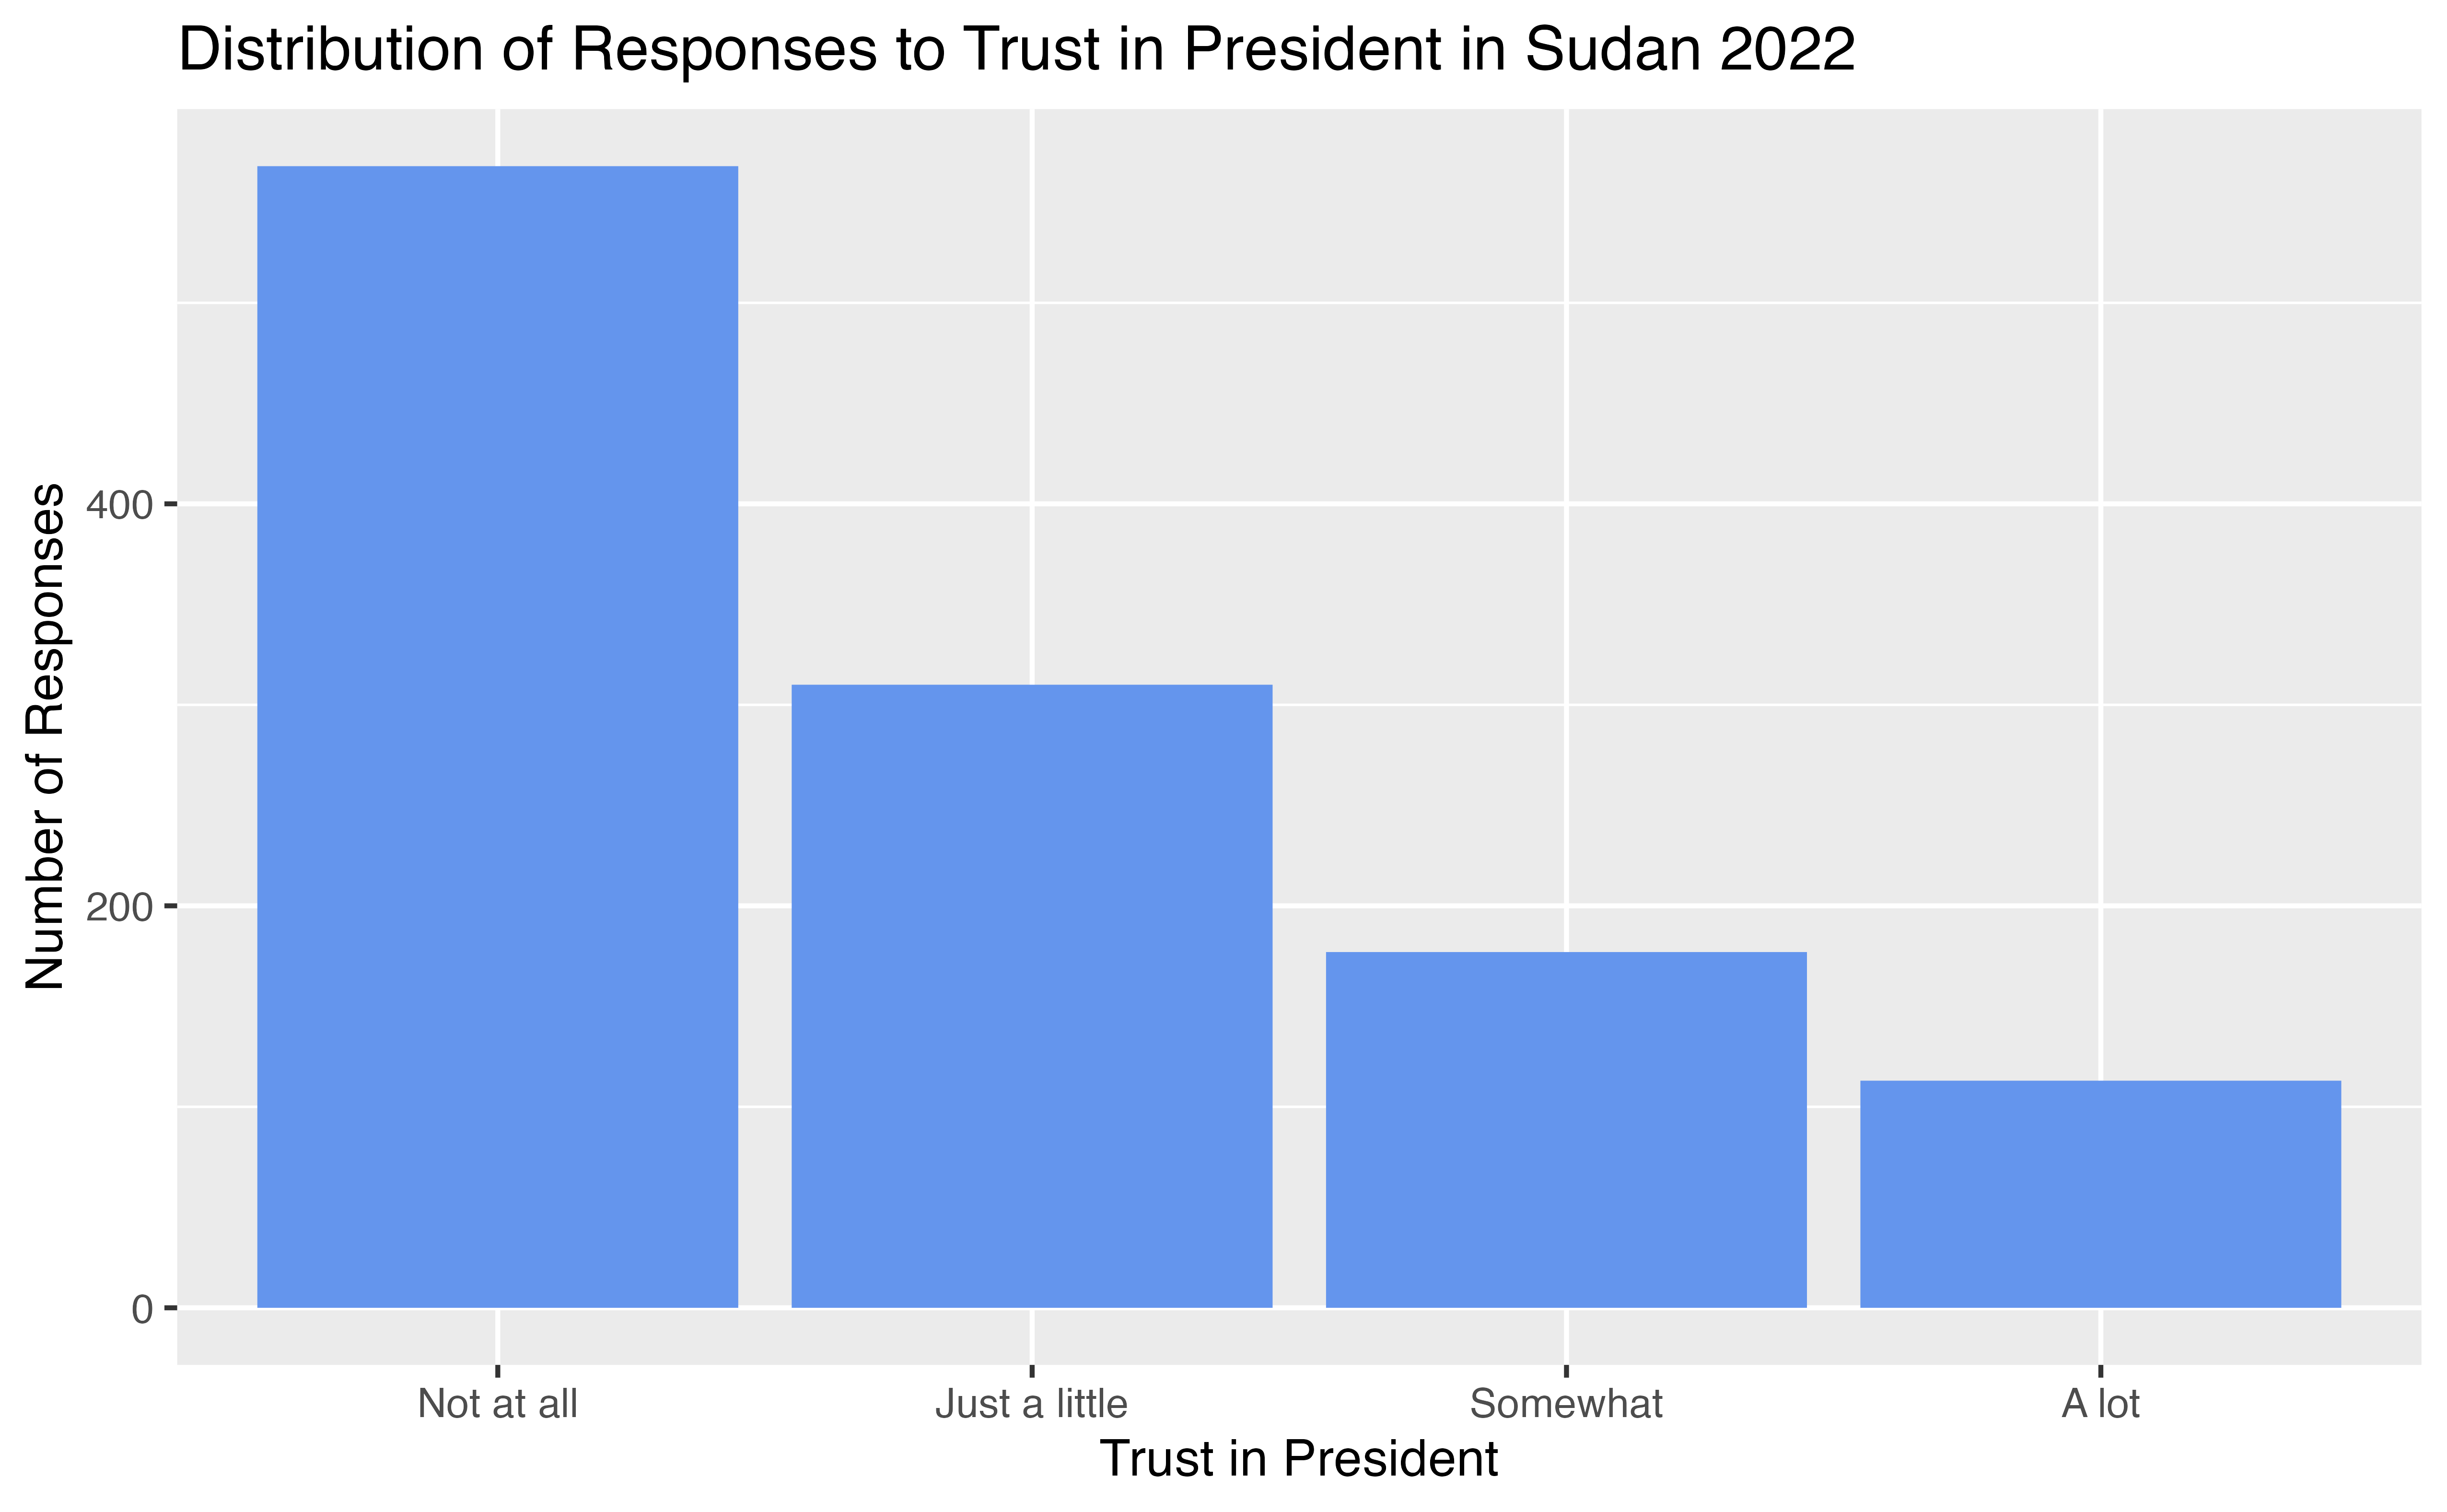 Distribution of Responses to Trust in President in Sudan 2022
Number of Responses
400
200
0
Not at all
Just a little
Somewhat
A lot
Trust in President